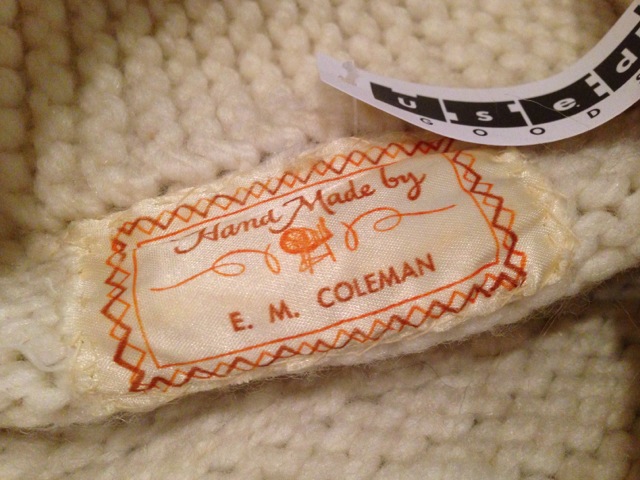 used
GOOD
Hand Made by
E. M. COLEMAN